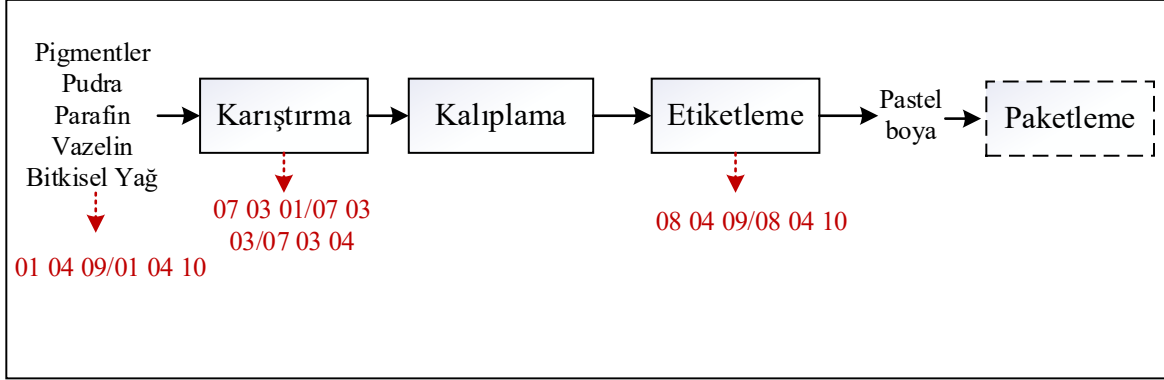 Pigmentler
Pudra
Parafin
Vazelin
Bitkisel Yağ
Karıştırma
Kalıplama
Etiketleme
Pastel
boya
Paketleme
07 03 01/07 03
03/07 03 04
08 04 09/08 04 10
01 04 09/01 04 10